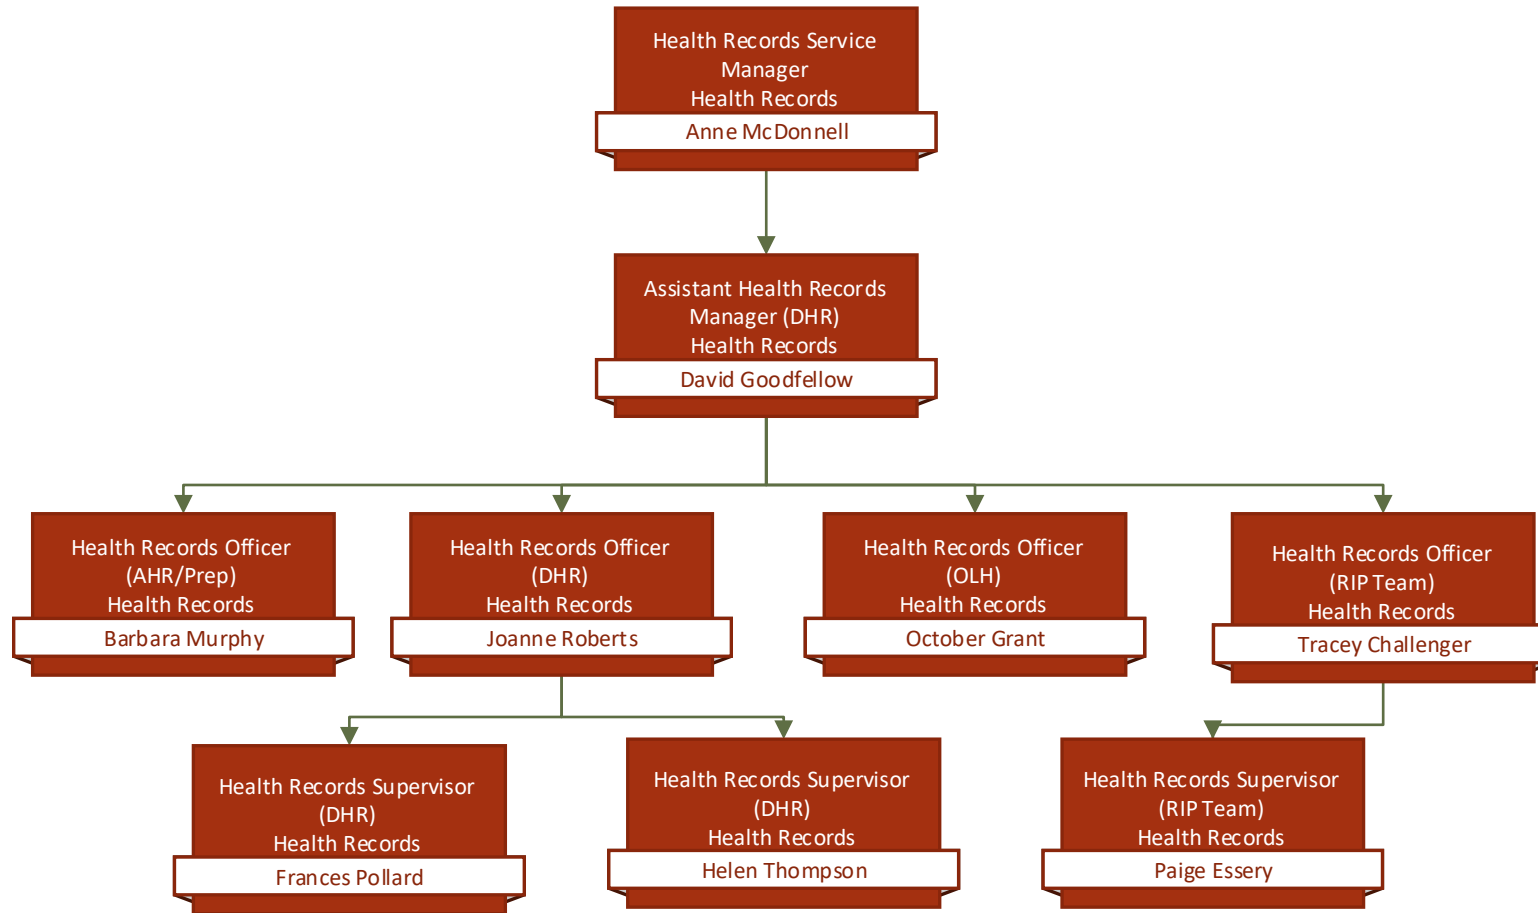 Health Records Service
Manager
Health Records
Anne McDonnell
Assistant Health Records
Manager (DHR)
Health Records
David Goodfellow
Health Records Officer
(AHR/Prep)
Health Records
Barbara Murphy
Health Records Officer
(DHR)
Health Records
Joanne Roberts
Health Records Officer
(OLH)
Health Records
October Grant
Health Records Officer
(RIP Team)
Health Records
Tracey Challenger
Health Records Supervisor
(DHR)
Health Records
Frances Pollard
Health Records Supervisor
(DHR)
Health Records
Helen Thompson
Health Records Supervisor
(RIP Team)
Health Records
Paige Essery